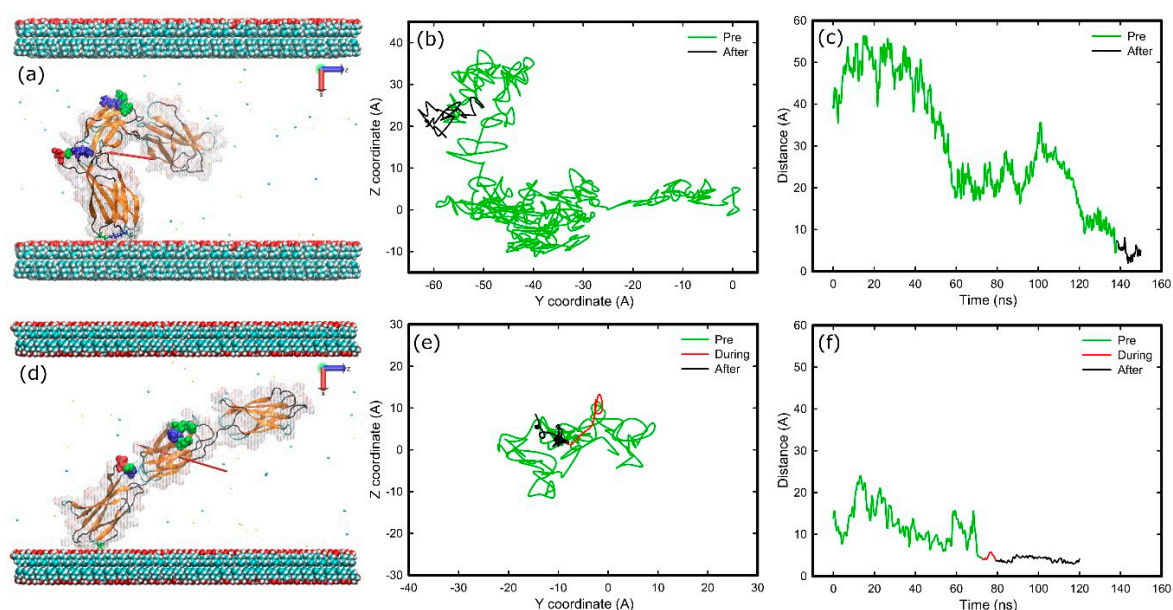 (a)
z
x
(b)
Pre
After
Z coordinate (A)
40
30
20
10
0
-10
-60
-50
-40
-30
-20
-10
0
Y coordinate (A)
(c)
Pre
After
Distance (A)
60
50
40
30
20
10
0
0
20
40
60
80
100
120
140
160
Time (ns)
(d)
z
x
(e)
Pre
During
After
Z coordinate (A)
30
20
10
0
-10
-20
-30
-40
-30
-20
-10
0
10
20
30
Y coordinate (A)
(f)
Pre
During
After
Distance (A)
60
50
40
30
20
10
0
0
20
40
60
80
100
120
140
160
Time (ns)